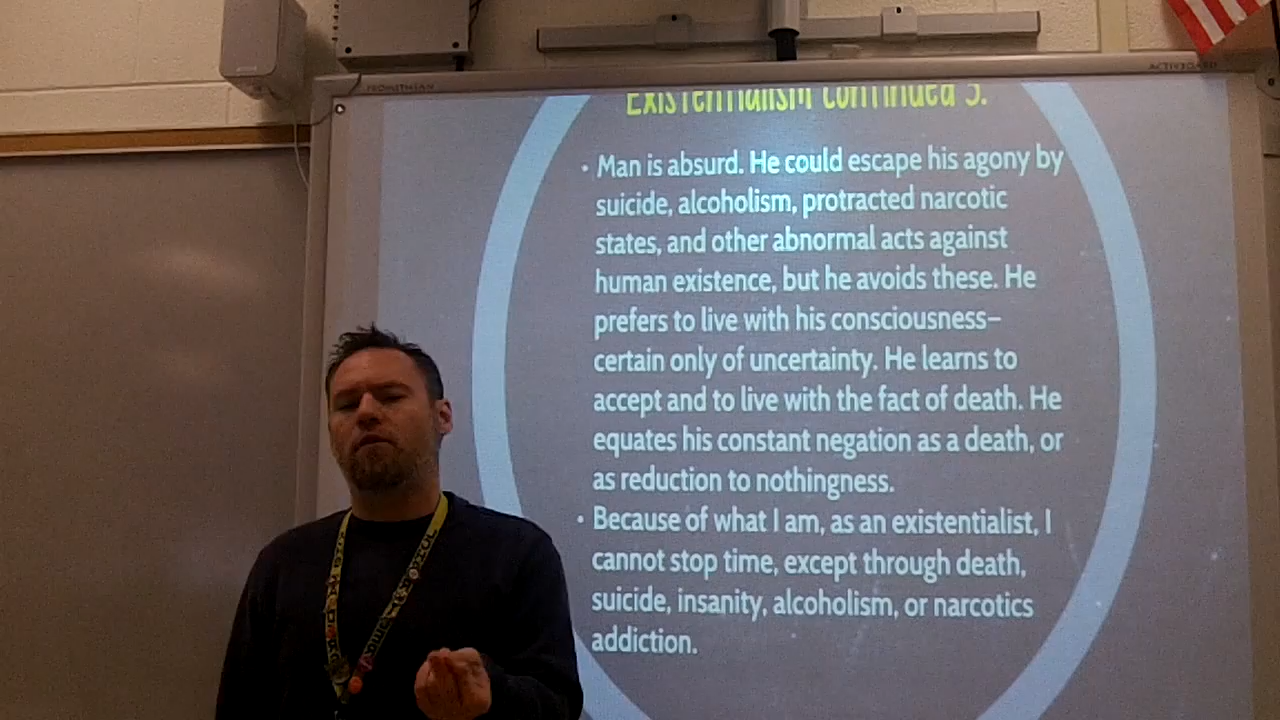 PROMETHEAN
ACTIVBOARD
Existentialism continued 3.
• Man is absurd. He could escape his agony by
suicide, alcoholism, protracted narcotic
states, and other abnormal acts against
human existence, but he avoids these. He
prefers to live with his consciousness–
certain only of uncertainty. He learns to
accept and to live with the fact of death. He
equates his constant negation as a death, or
as reduction to nothingness.
• Because of what I am, as an existentialist, I
cannot stop time, except through death,
suicide, insanity, alcoholism, or narcotics
addiction.